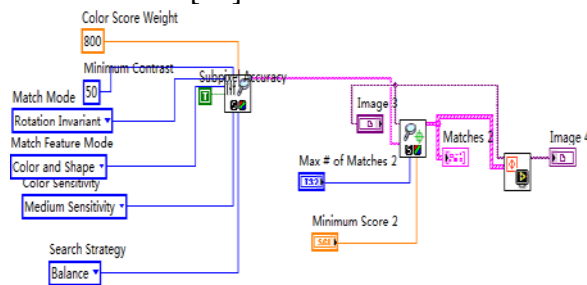 Color Score Weight
800
Minimum Contrast
50
Subpixel Accuracy
T
Match Mode
Rotation Invariant
Match Feature Mode
Color and Shape
Color Sensitivity
Medium Sensitivity
Search Strategy
Balance
Image 3
Max # of Matches 2
I32
Minimum Score 2
Matches 2
Image 4